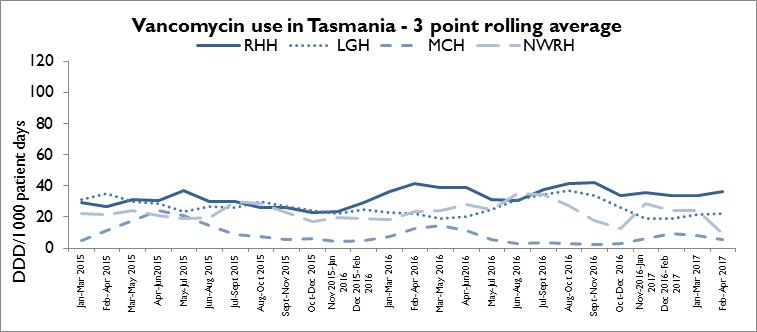 Vancomycin use in Tasmania - 3 point rolling average
RHH LGH MCH NWRH
DDD/1000 patient days
120
100
80
60
40
20
0
Jan-Mar 2015
Feb-Apr 2015
Mar-May 2015
Apr-Jun 2015
May-Jul 2015
Jun-Aug 2015
Jul-Sept 2015
Aug-Oct 2015
Sept-Nov 2015
Oct-Dec 2015
Nov 2015-Jan
2016
Dec 2015-Feb
2016
Jan-Mar 2016
Feb-Apr 2016
Mar-May 2016
Apr-Jun 2016
May-Jul 2016
Jun-Aug 2016
Jul-Sept 2016
Aug-Oct 2016
Sept-Nov 2016
Oct-Dec 2016
Nov-2016-Jan
2017
Dec 2016-Feb
2017
Jan-Mar 2017
Feb-Apr 2017